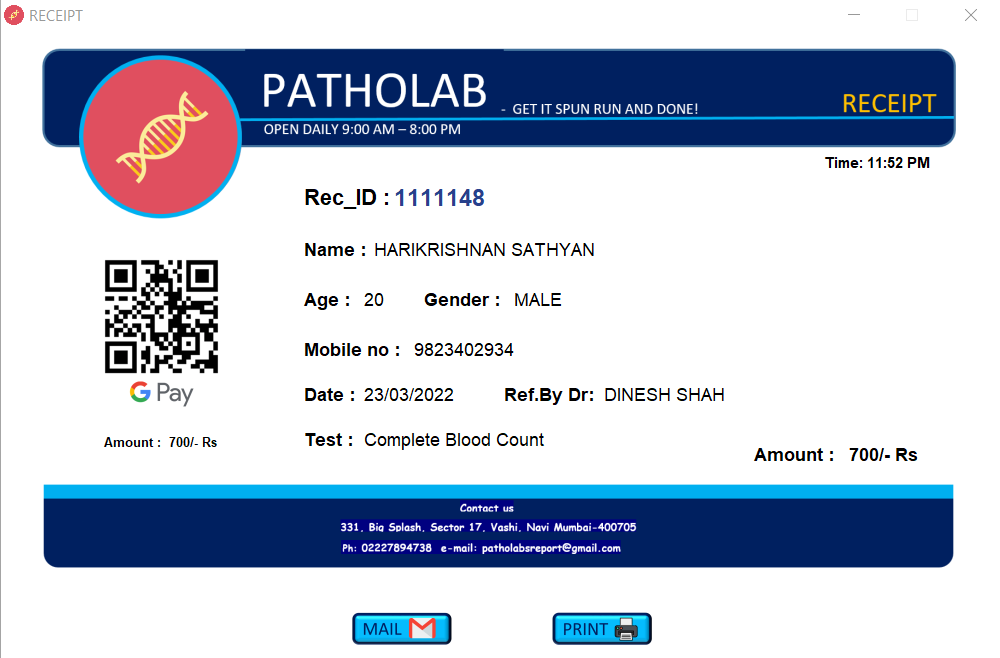 RECEIPT
PATHOLAB - GET IT SPUN RUN AND DONE!
RECEIPT
OPEN DAILY 9:00 AM – 8:00 PM
Time: 11:52 PM
Rec_ID : 1111148
Name : HARIKRISHNAN SATHYAN
Age : 20 Gender : MALE
Mobile no : 9823402934
G Pay
Date : 23/03/2022 Ref.By Dr: DINESH SHAH
Amount : 700/- Rs
Test : Complete Blood Count
Amount : 700/- Rs
Contact us
331, Big Splash, Sector 17, Vashi, Navi Mumbai-400705
Ph: 02227894738 e-mail: patholabsreport@gmail.com
MAIL PRINT